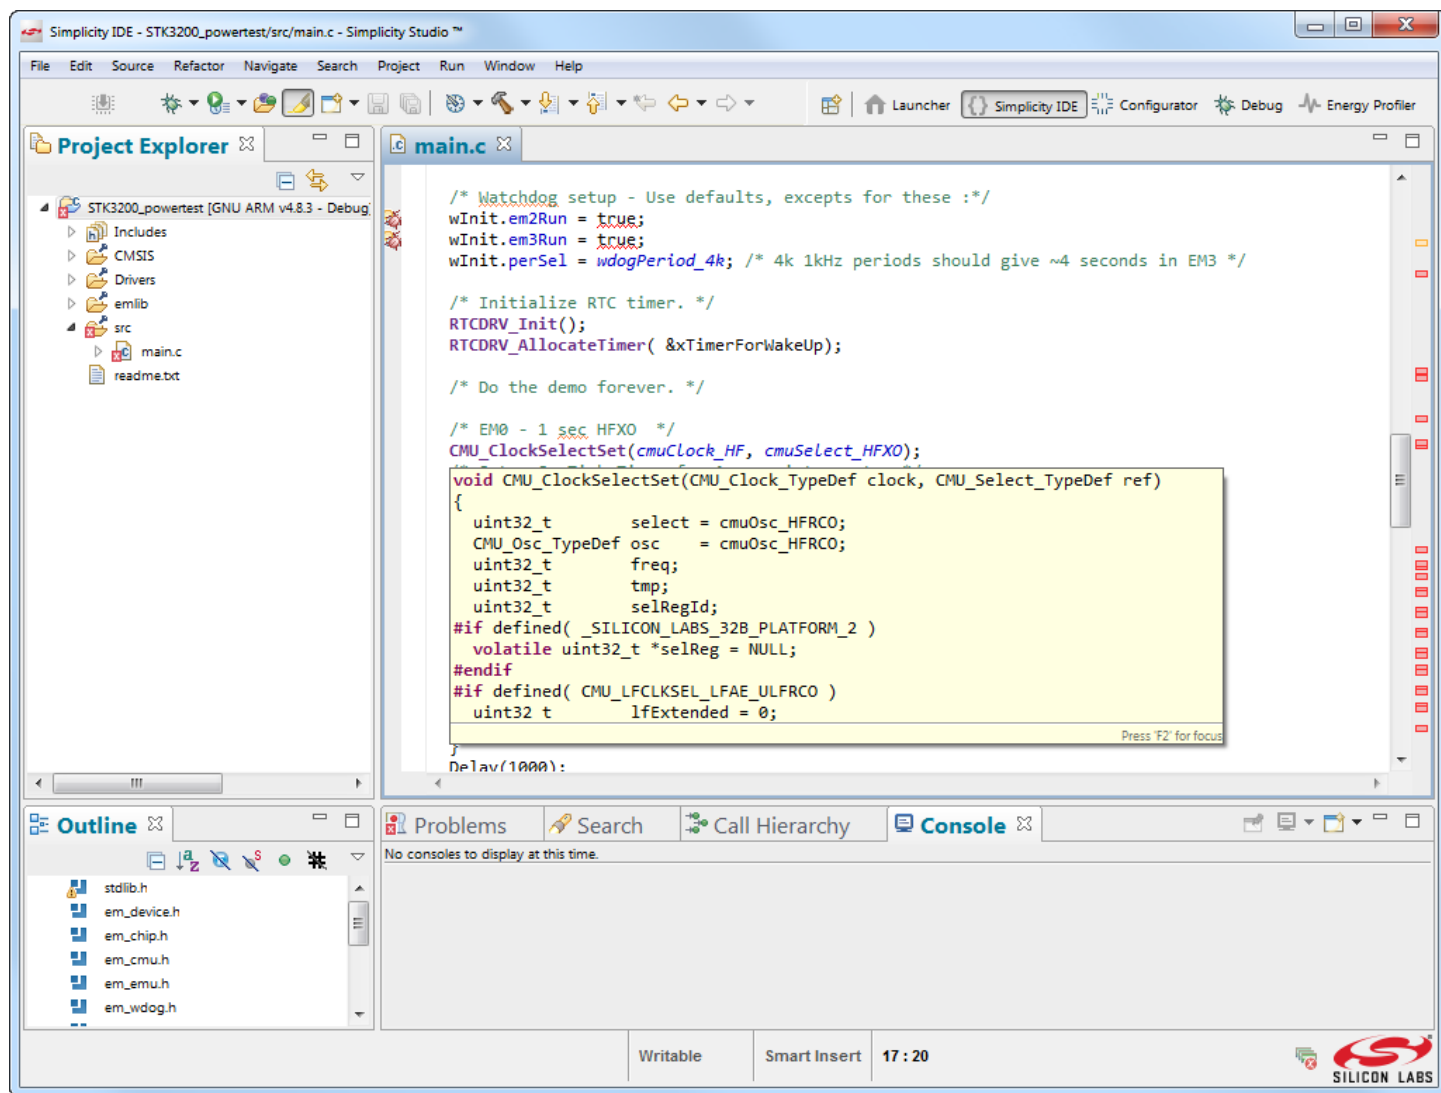 Simplicity IDE - STK3200_powertest/src/main.c - Simplicity Studio ™
File Edit Source Refactor Navigate Search Project Run Window Help
Launcher {} Simplicity IDE Configurator Debug Energy Profiler
Project Explorer
STK3200_powertest [GNU ARM v4.8.3 - Debug]
Includes
CMSIS
Drivers
emlib
src
main.c
readme.txt
main.c
/* Watchdog setup - Use defaults, excepts for these :*/
wInit.em2Run = true;
wInit.em3Run = true;
wInit.perSel = wdogPeriod_4k; /* 4k 1kHz periods should give ~4 seconds in EM3 */
/* Initialize RTC timer. */
RTCDRV_Init();
RTCDRV_AllocateTimer( &xTimerForWakeUp);
/* Do the demo forever. */
/* EM0 - 1 sec HFXO  */
CMU_ClockSelectSet(cmuClock_HF, cmuSelect_HFXO);
void CMU_ClockSelectSet(CMU_Clock_TypeDef clock, CMU_Select_TypeDef ref)
{
uint32_t select = cmuOsc_HFRCO;
CMU_Osc_TypeDef osc = cmuOsc_HFRCO;
uint32_t freq;
uint32_t tmp;
uint32_t selRegId;
#if defined( _SILICON_LABS_32B_PLATFORM_2 )
volatile uint32_t *selReg = NULL;
#endif
#if defined( CMU_LFCLKSEL_LFAE_ULFRCO )
uint32_t lfExtended = 0;
Press 'F2' for focus
}
Delay(1000);
Outline
stdlib.h
em_device.h
em_chip.h
em_cmu.h
em_emu.h
em_wdog.h
Problems Search Call Hierarchy Console
No consoles to display at this time.
Writable Smart Insert 17 : 20
SILICON LABS